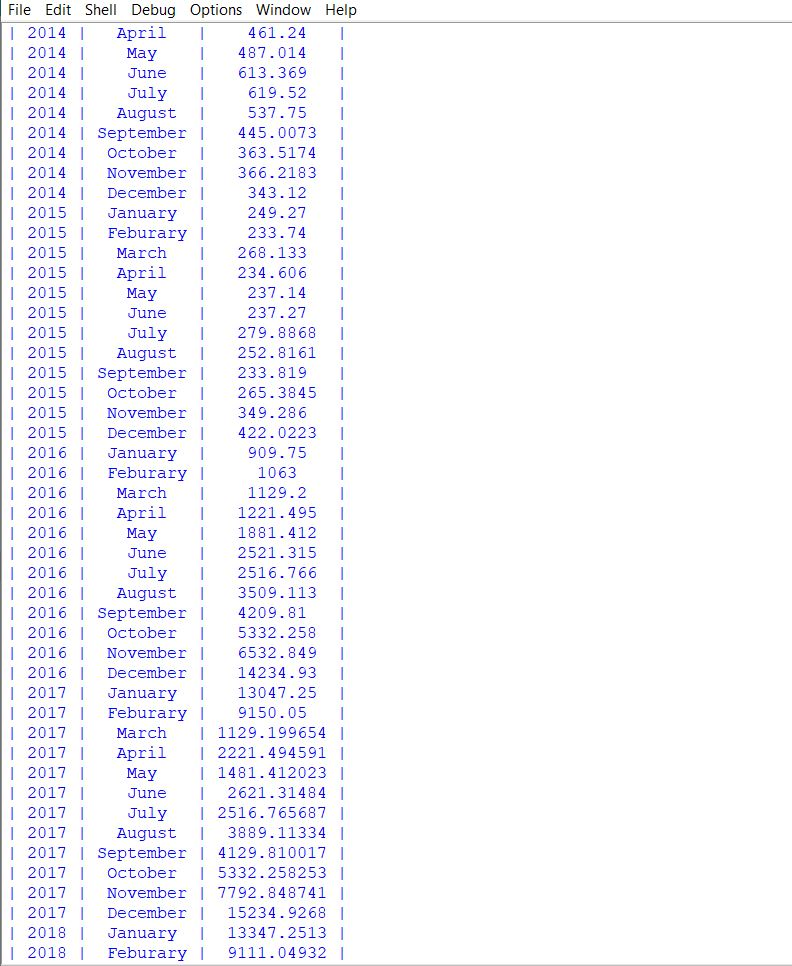 File Edit Shell Debug Options Window Help
| 2014 | April | 461.24 |
| 2014 | May | 487.014 |
| 2014 | June | 613.369 |
| 2014 | July | 619.52 |
| 2014 | August | 537.75 |
| 2014 | September | 445.0073 |
| 2014 | October | 363.5174 |
| 2014 | November | 366.2183 |
| 2014 | December | 343.12 |
| 2015 | January | 249.27 |
| 2015 | Feburary | 233.74 |
| 2015 | March | 268.133 |
| 2015 | April | 234.606 |
| 2015 | May | 237.14 |
| 2015 | June | 237.27 |
| 2015 | July | 279.8868 |
| 2015 | August | 252.8161 |
| 2015 | September | 233.819 |
| 2015 | October | 265.3845 |
| 2015 | November | 349.286 |
| 2015 | December | 422.0223 |
| 2016 | January | 909.75 |
| 2016 | Feburary | 1063 |
| 2016 | March | 1129.2 |
| 2016 | April | 1221.495 |
| 2016 | May | 1881.412 |
| 2016 | June | 2521.315 |
| 2016 | July | 2516.766 |
| 2016 | August | 3509.113 |
| 2016 | September | 4209.81 |
| 2016 | October | 5332.258 |
| 2016 | November | 6532.849 |
| 2016 | December | 14234.93 |
| 2017 | January | 13047.25 |
| 2017 | Feburary | 9150.05 |
| 2017 | March | 1129.199654 |
| 2017 | April | 2221.494591 |
| 2017 | May | 1481.412023 |
| 2017 | June | 2621.31484 |
| 2017 | July | 2516.765687 |
| 2017 | August | 3889.11334 |
| 2017 | September | 4129.810017 |
| 2017 | October | 5332.258253 |
| 2017 | November | 7792.848741 |
| 2017 | December | 15234.9268 |
| 2018 | January | 13347.2513 |
| 2018 | Feburary | 9111.04932 |